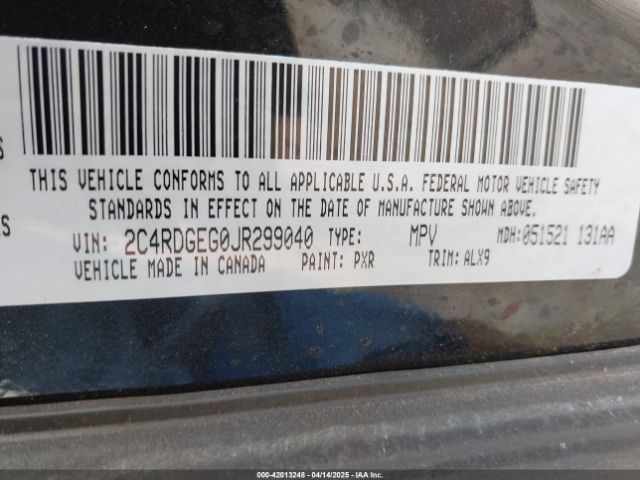 S
THIS VEHICLE CONFORMS TO ALL APPLICABLE U.S.A. FEDERAL MOTOR VEHICLE SAFETY
STANDARDS IN EFFECT ON THE DATE OF MANUFACTURE SHOWN ABOVE.
ES
VIN: 2C4RDGEG0JR299040 TYPE: MPV MDH:051521 131AA
VEHICLE MADE IN CANADA PAINT: PXR TRIM: ALX9
000-42013248 - 04/14/2025 - IAA Inc.